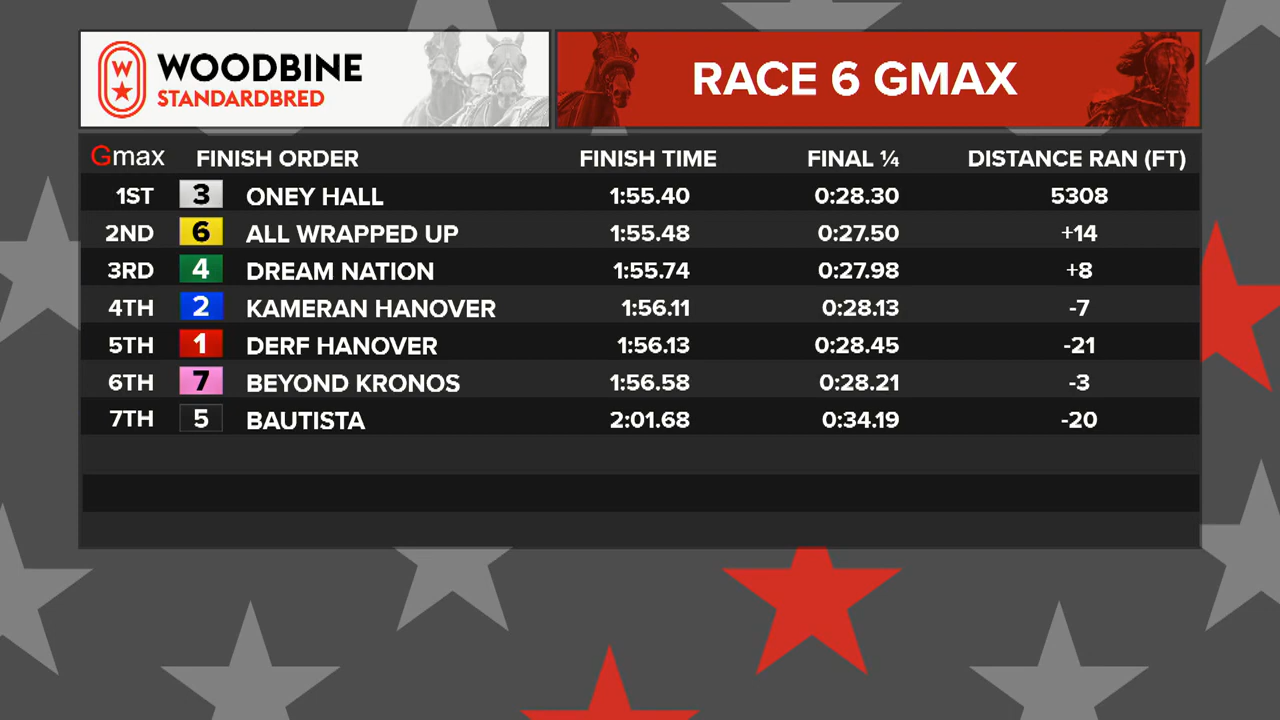 W
WOODBINE
STANDARDBRED
RACE 6 GMAX
Gmax FINISH ORDER FINISH TIME FINAL ¼ DISTANCE RAN (FT)
1ST 3 ONEY HALL 1:55.40 0:28.30 5308
2ND 6 ALL WRAPPED UP 1:55.48 0:27.50 +14
3RD 4 DREAM NATION 1:55.74 0:27.98 +8
4TH 2 KAMERAN HANOVER 1:56.11 0:28.13 -7
5TH 1 DERF HANOVER 1:56.13 0:28.45 -21
6TH 7 BEYOND KRONOS 1:56.58 0:28.21 -3
7TH 5 BAUTISTA 2:01.68 0:34.19 -20